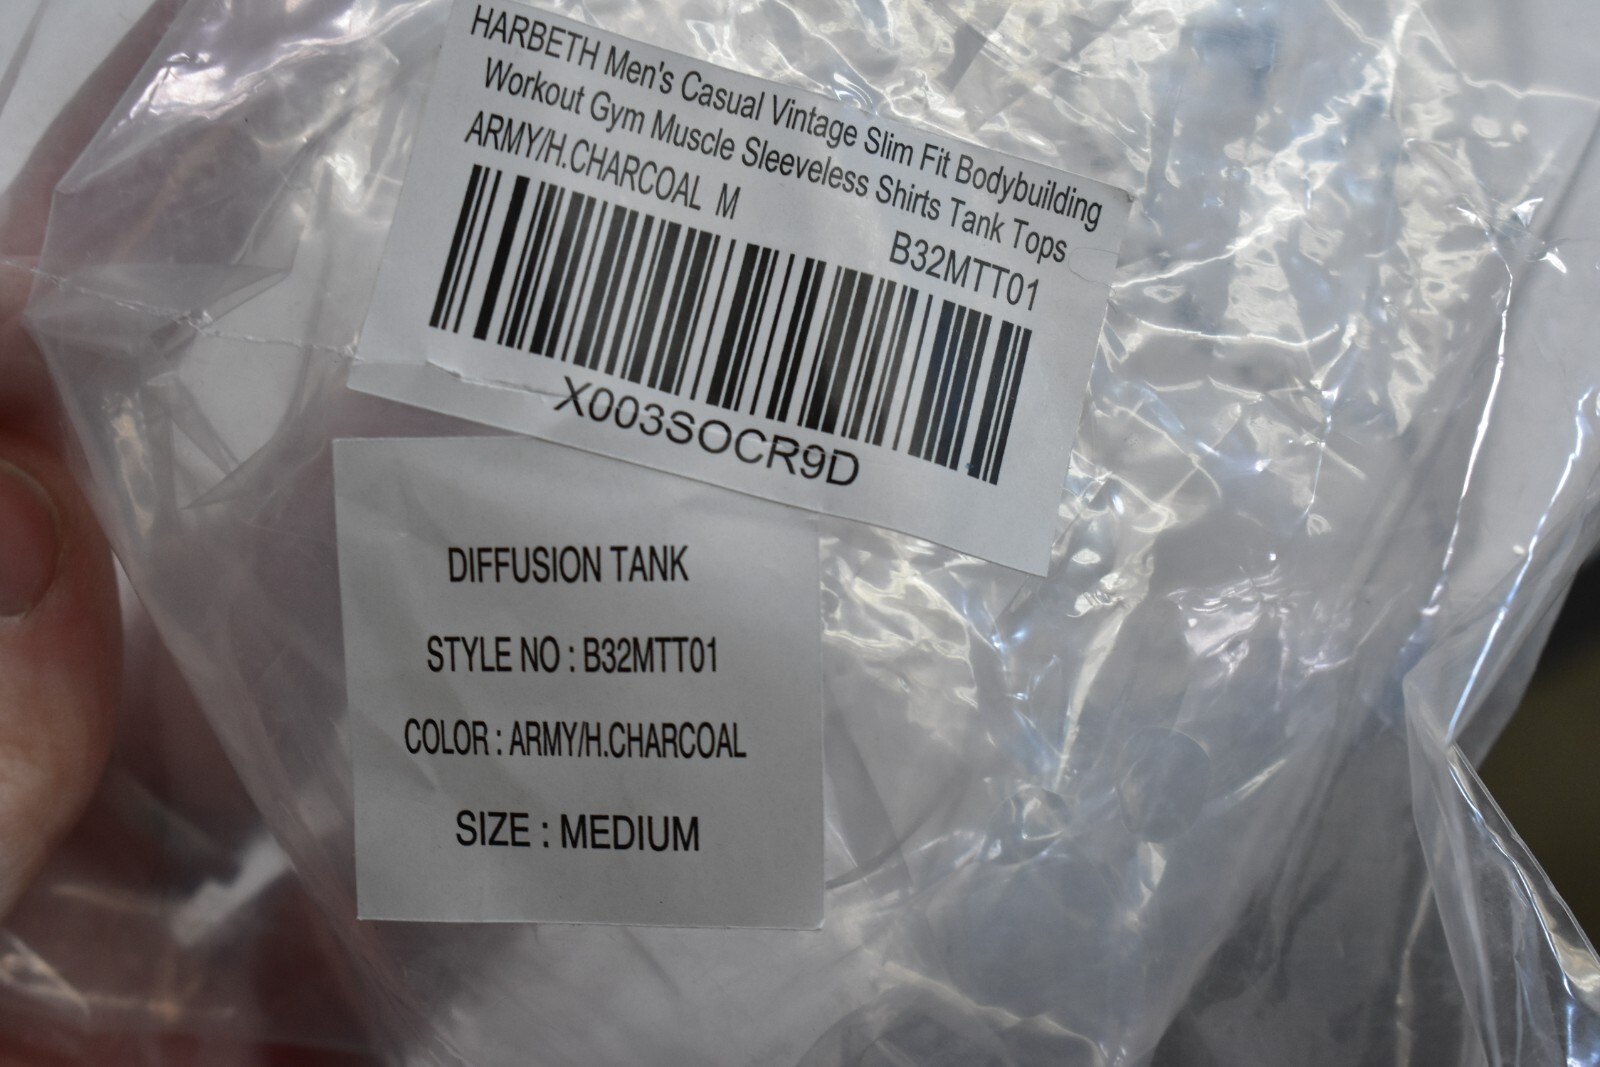 HARBETH Men's Casual Vintage Slim Fit Bodybuilding
Workout Gym Muscle Sleeveless Shirts Tank Tops
ARMY/H.CHARCOAL M
B32MTT01
X003SOCR9D
DIFFUSION TANK
STYLE NO : B32MTT01
COLOR : ARMY/H.CHARCOAL
SIZE : MEDIUM